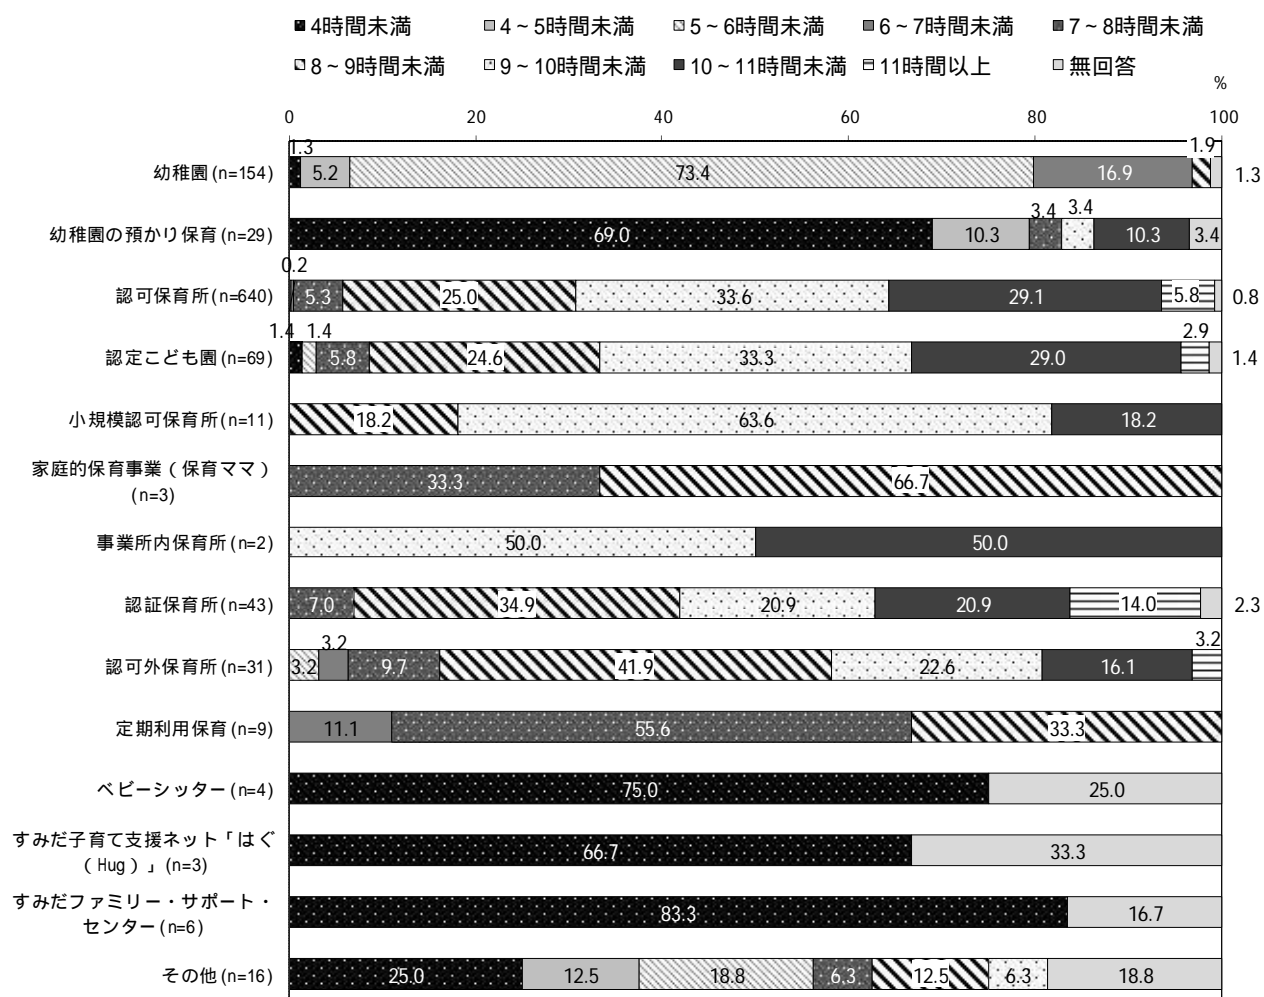 4時間未満 4~5時間未満 5~6時間未満 6~7時間未満 7~8時間未満
8~9時間未満 9~10時間未満 10~11時間未満 11時間以上 無回答
%
0 20 40 60 80 100
幼稚園(n=154) 1.3 5.2 73.4 16.9 1.9 1.3
幼稚園の預かり保育(n=29) 69.0 10.3 3.4 3.4 10.3 3.4
認可保育所(n=640) 0.2 5.3 25.0 33.6 29.1 5.8 0.8
認定こども園(n=69) 1.4 1.4 5.8 24.6 33.3 29.0 2.9 1.4
小規模認可保育所(n=11) 18.2 63.6 18.2
家庭的保育事業(保育ママ)
(n=3) 33.3 66.7
事業所内保育所(n=2) 50.0 50.0
認証保育所(n=43) 7.0 34.9 20.9 20.9 14.0 2.3
認可外保育所(n=31) 3.2 3.2 9.7 41.9 22.6 16.1 3.2
定期利用保育(n=9) 11.1 55.6 33.3
ベビーシッター(n=4) 75.0 25.0
すみだ子育て支援ネット「はぐ
(Hug)」(n=3) 66.7 33.3
すみだファミリー・サポート・
センター(n=6) 83.3 16.7
その他(n=16) 25.0 12.5 18.8 6.3 12.5 6.3 18.8